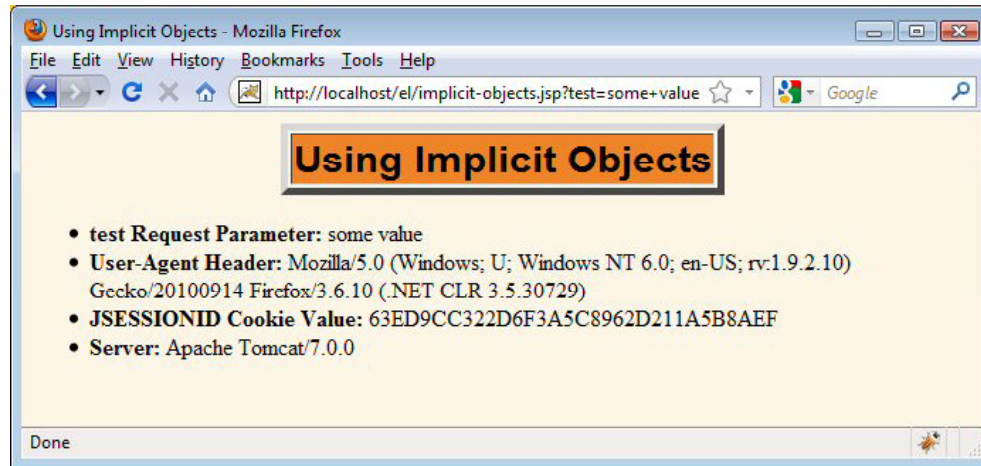 Using Implicit Objects - Mozilla Firefox
File Edit View History Bookmarks Tools Help
http://localhost/el/implicit-objects.jsp?test=some+value Google
Using Implicit Objects
• test Request Parameter: some value
• User-Agent Header: Mozilla/5.0 (Windows; U; Windows NT 6.0; en-US; rv:1.9.2.10)
Gecko/20100914 Firefox/3.6.10 (.NET CLR 3.5.30729)
• JSESSIONID Cookie Value: 63ED9CC322D6F3A5C8962D211A5B8AEF
• Server: Apache Tomcat/7.0.0
Done